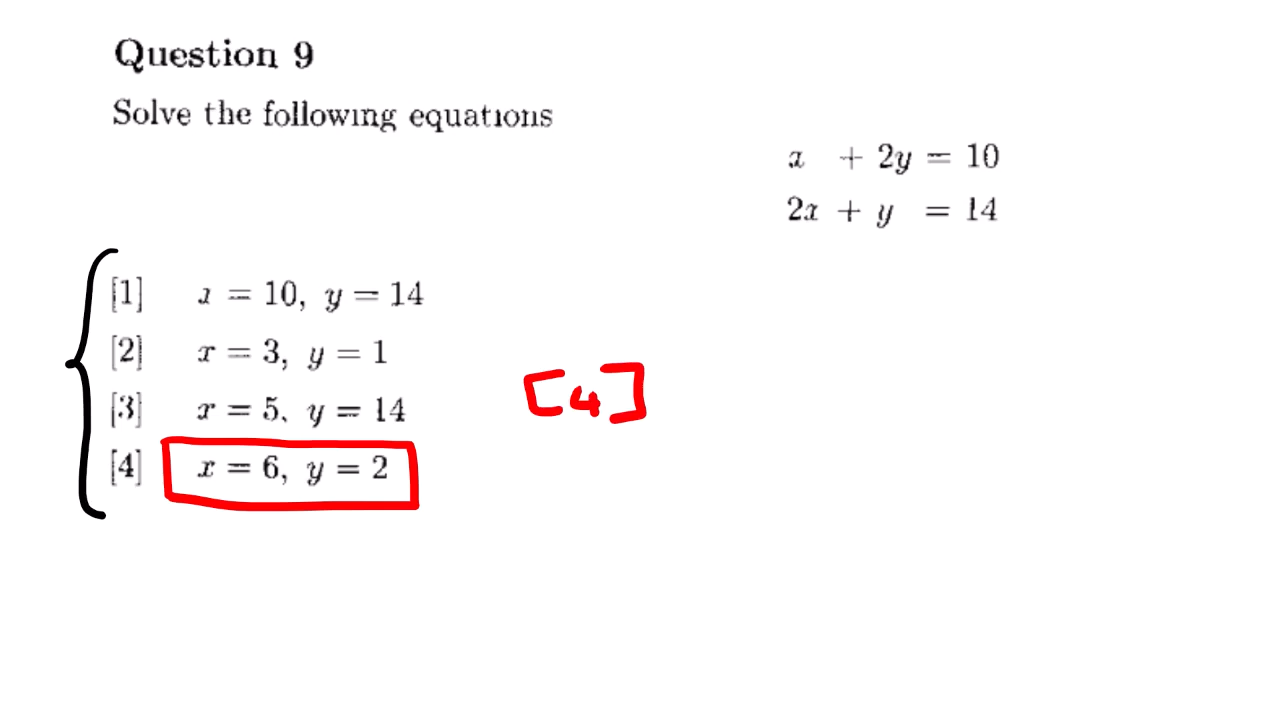 Question 9
Solve the following equations
x + 2y = 10
2x + y = 14
[1] x = 10, y = 14
[2] x = 3, y = 1
[3] x = 5, y = 14
[4] x = 6, y = 2
[4]